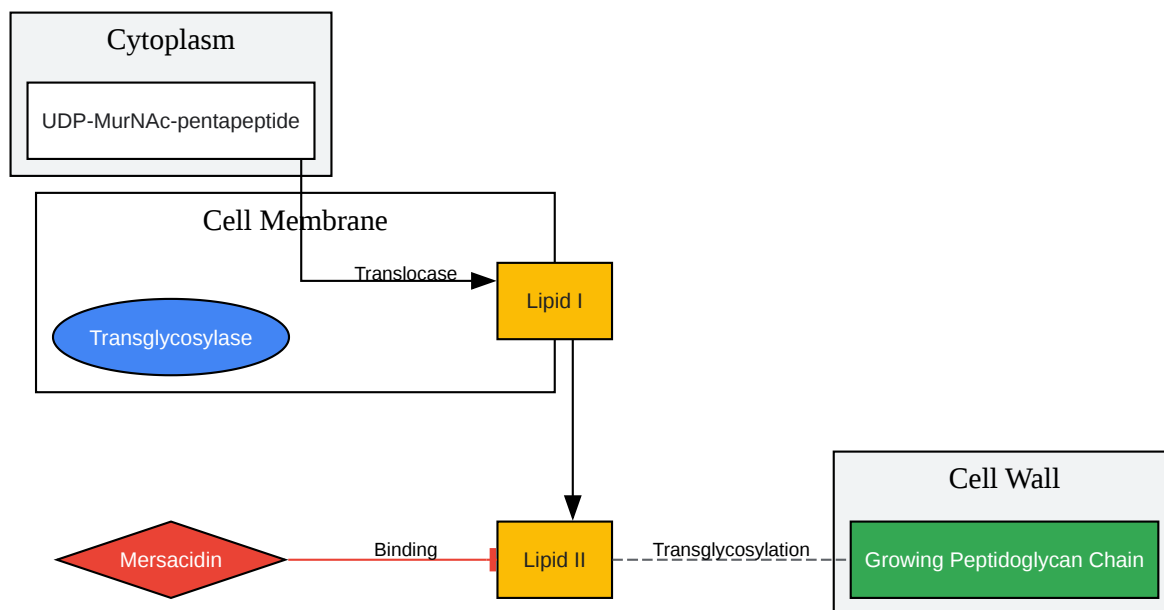 Cytoplasm
UDP-MurNAc-pentapeptide
Cell Membrane
Translocase
Lipid I
Transglycosylase
Cell Wall
Mersacidin
Binding
Lipid II
Transglycosylation
Growing Peptidoglycan Chain